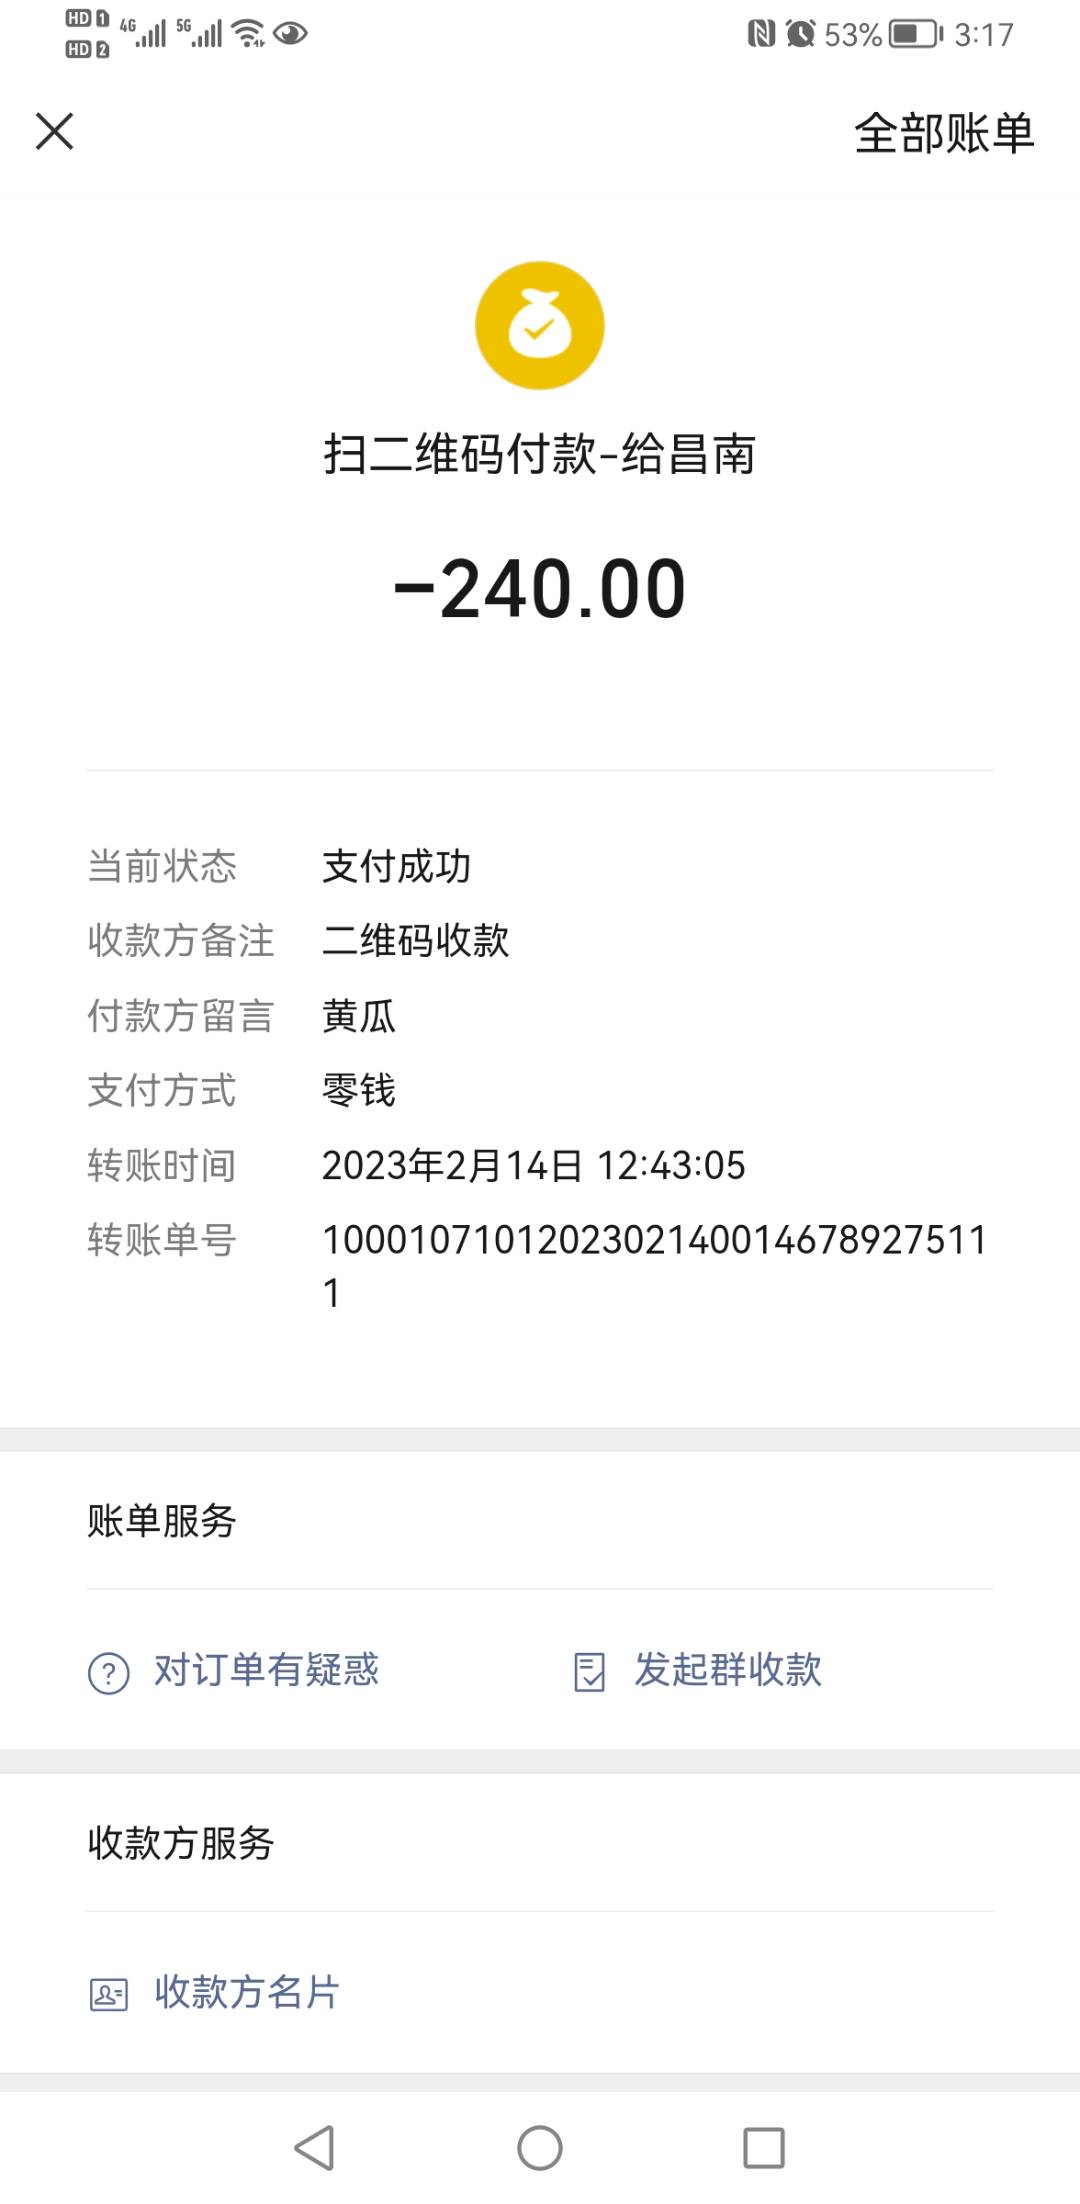 HD 1 4G 5G 53% 3:17
HD 2
全部账单
扫二维码付款-给昌南
-240.00
当前状态 支付成功
收款方备注 二维码收款
付款方留言 黄瓜
支付方式 零钱
转账时间 2023年2月14日 12:43:05
转账单号 100010710120230214001467892751​1
1
账单服务
对订单有疑惑 发起群收款
收款方服务
收款方名片